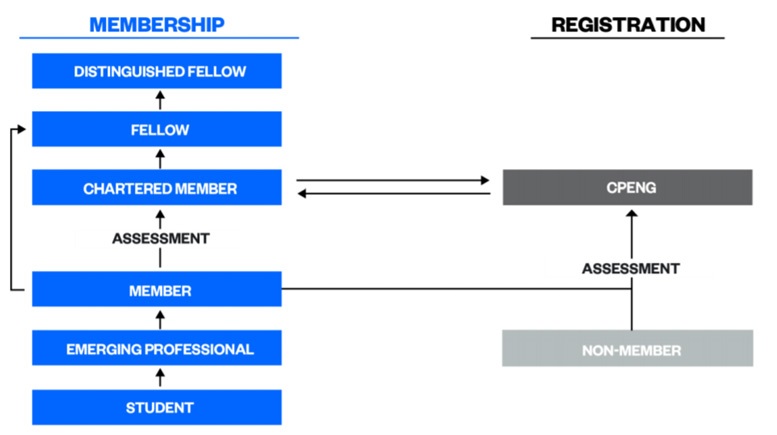 MEMBERSHIP
REGISTRATION
DISTINGUISHED FELLOW
FELLOW
CHARTERED MEMBER
CPENG
ASSESSMENT
ASSESSMENT
MEMBER
EMERGING PROFESSIONAL
NON-MEMBER
STUDENT